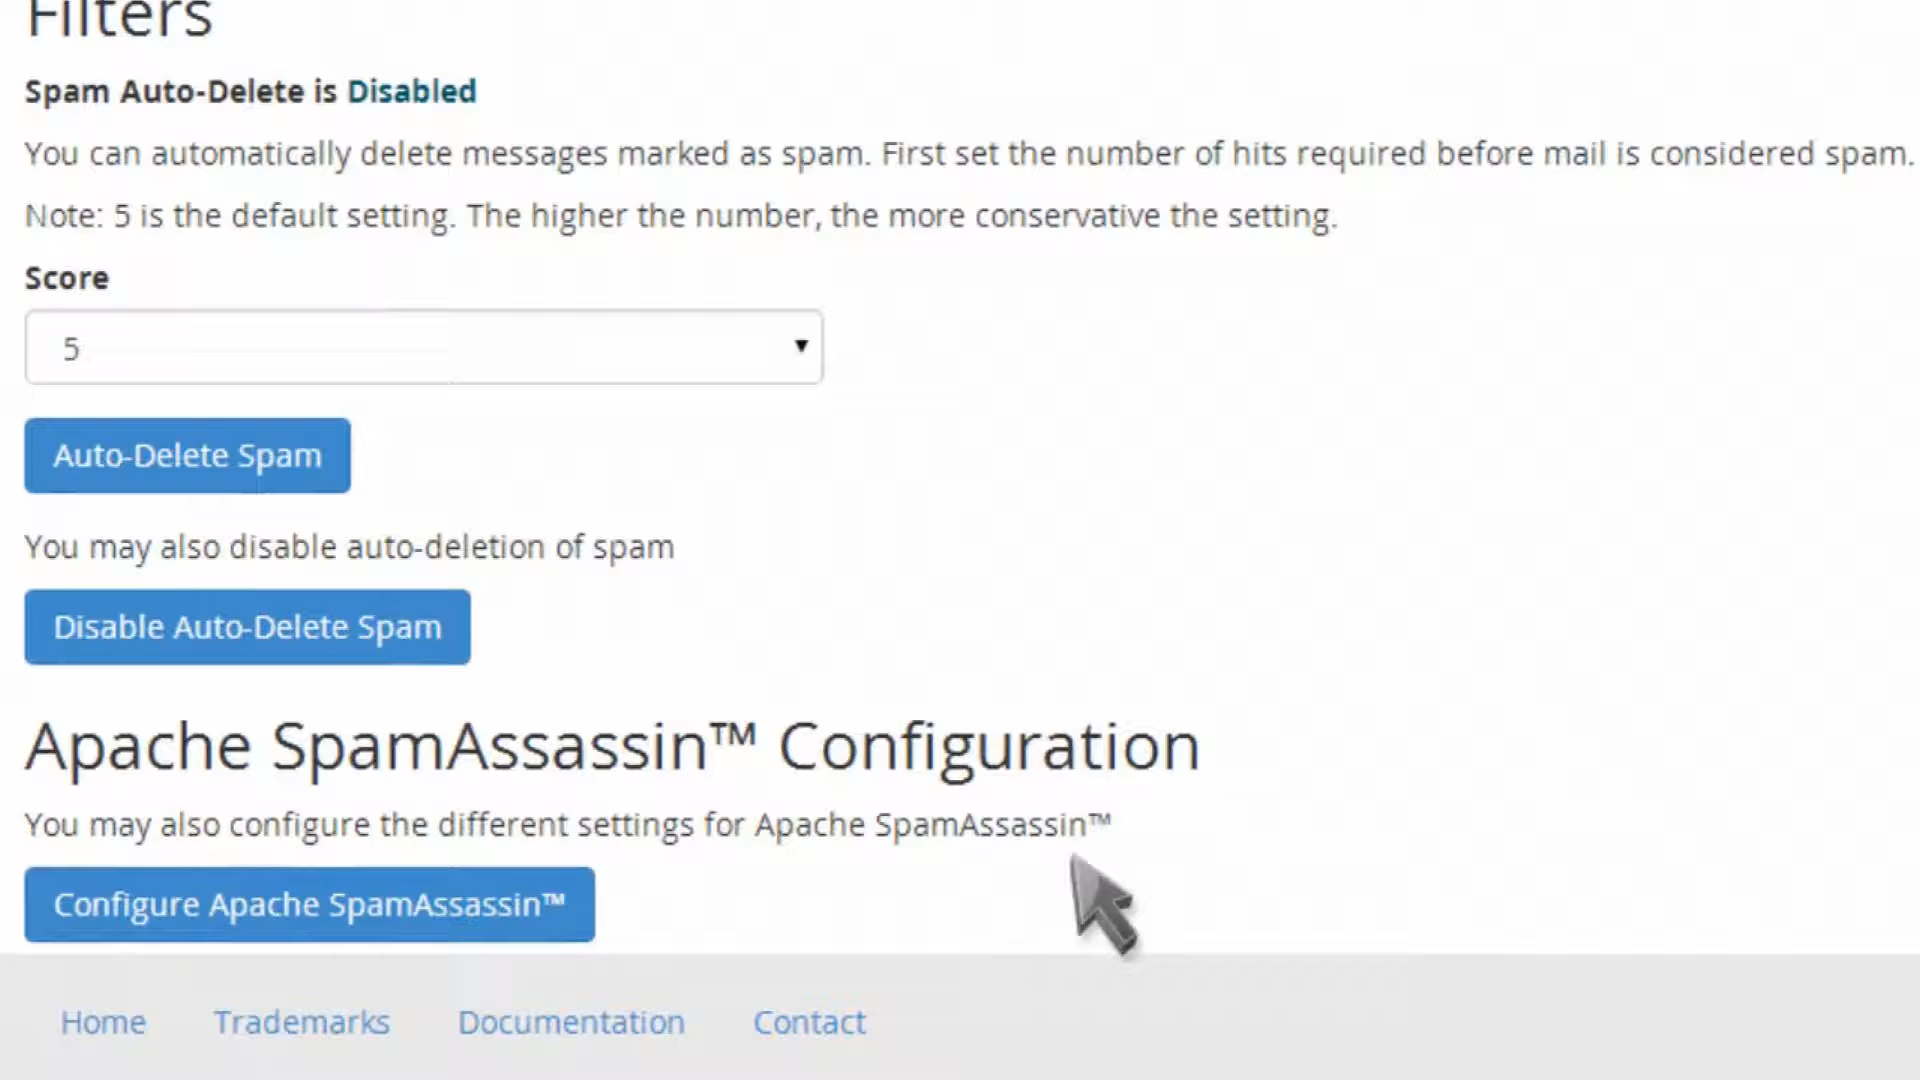 Filters
Spam Auto-Delete is Disabled
You can automatically delete messages marked as spam. First set the number of hits required before mail is considered spam.
Note: 5 is the default setting. The higher the number, the more conservative the setting.
Score
5
Auto-Delete Spam
You may also disable auto-deletion of spam
Disable Auto-Delete Spam
Apache SpamAssassin™ Configuration
You may also configure the different settings for Apache SpamAssassin™
Configure Apache SpamAssassin™
Home Trademarks Documentation Contact